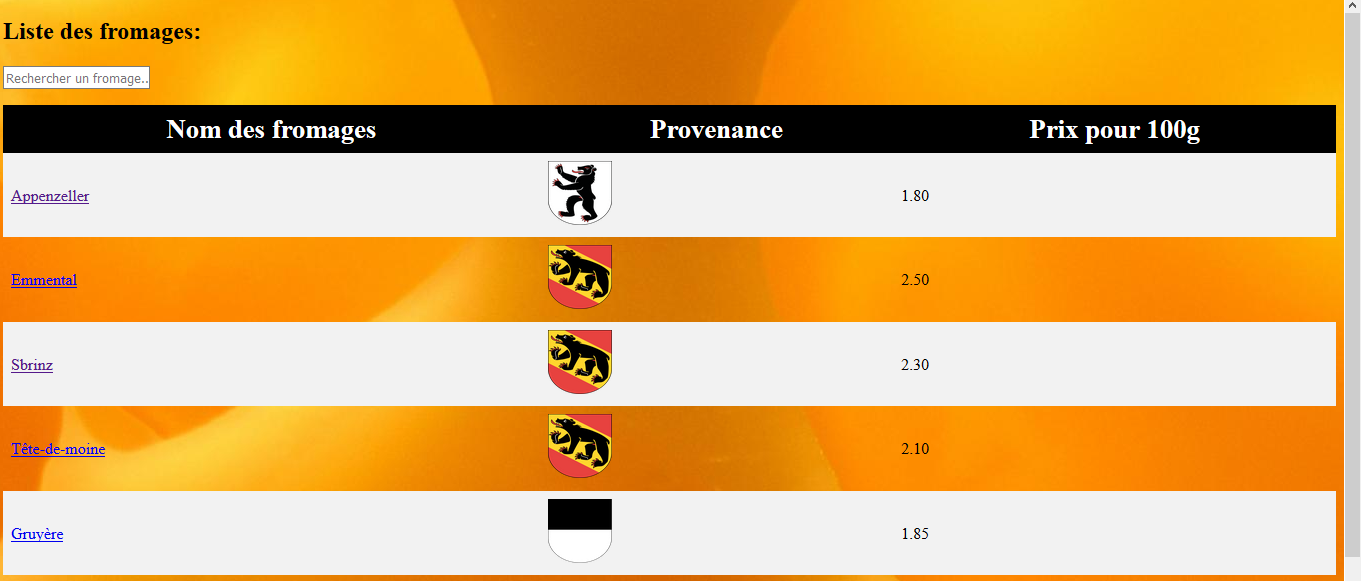 Liste des fromages:
Rechercher un fromage..
Nom des fromages Provenance Prix pour 100g
Appenzeller 1.80
Emmental 2.50
Sbrinz 2.30
Tête-de-moine 2.10
Gruyère 1.85